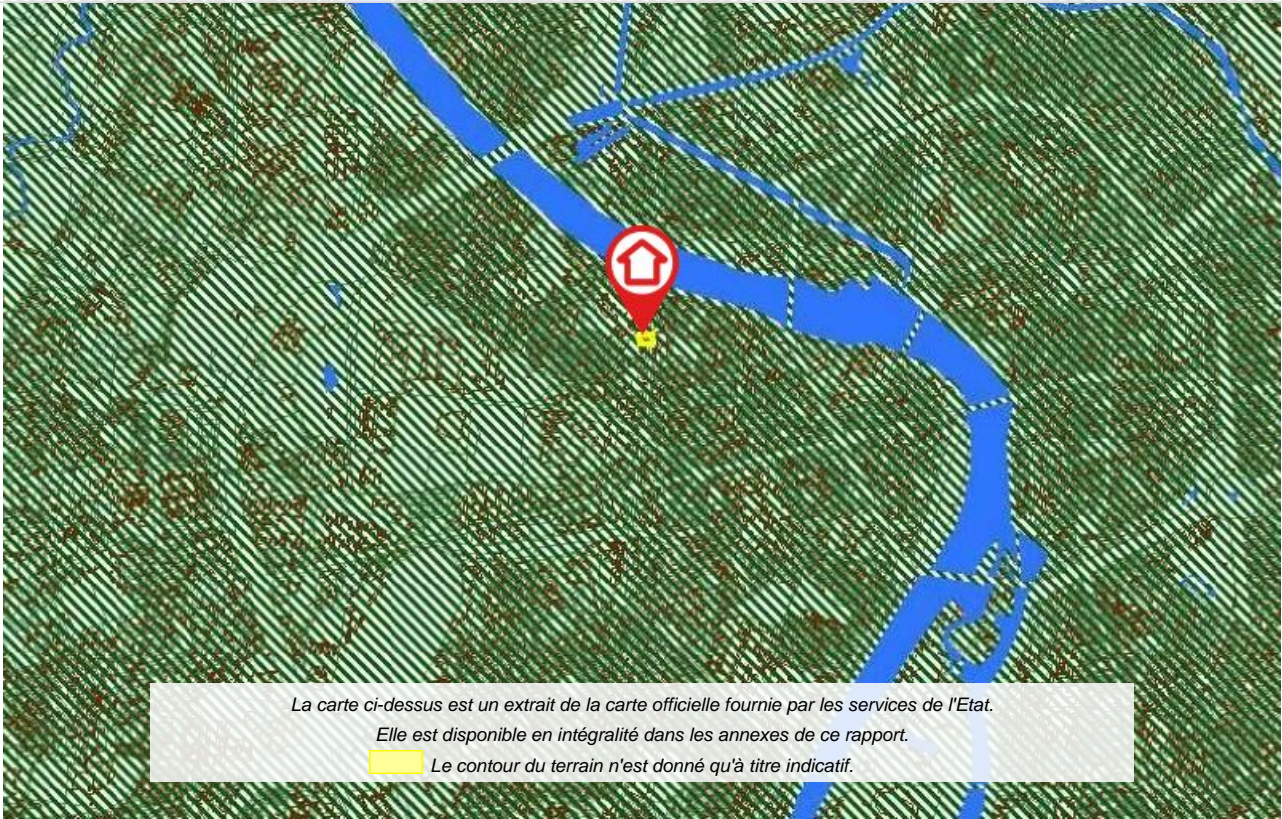 La carte ci-dessus est un extrait de la carte officielle fournie par les services de l'Etat.
Elle est disponible en intégralité dans les annexes de ce rapport.
Le contour du terrain n'est donné qu'à titre indicatif.